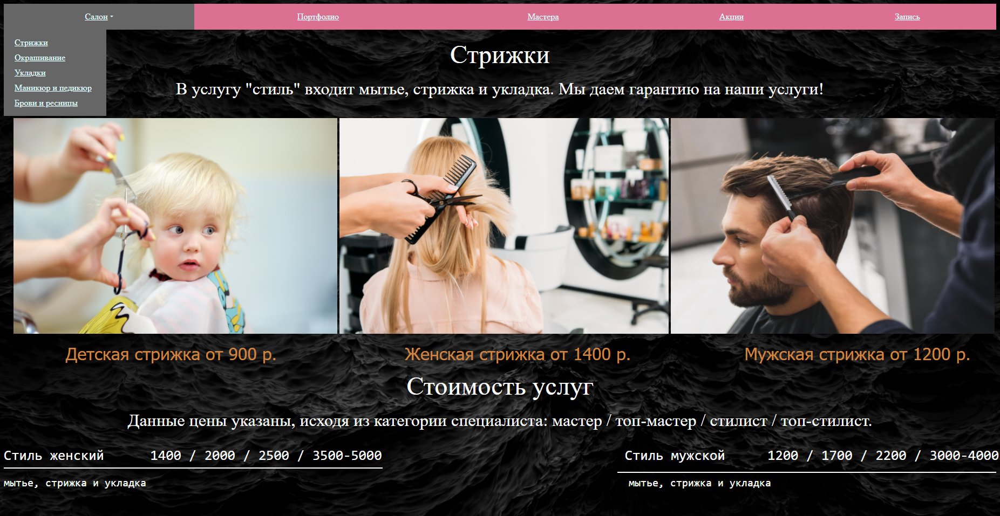 Салон
Портфолио
Мастера
Акции
Запись
Стрижки
Окрашивание
Укладки
Маникюр и педикюр
Брови и ресницы
Стрижки
В услугу "стиль" входит мытье, стрижка и укладка. Мы даем гарантию на наши услуги!
Детская стрижка от 900 р.
Женская стрижка от 1400 р.
Мужская стрижка от 1200 р.
Стоимость услуг
Данные цены указаны, исходя из категории специалиста: мастер / топ-мастер / стилист / топ-стилист.
Стиль женский 1400 / 2000 / 2500 / 3500-5000
мытье, стрижка и укладка
Стиль мужской 1200 / 1700 / 2200 / 3000-4000
мытье, стрижка и укладка